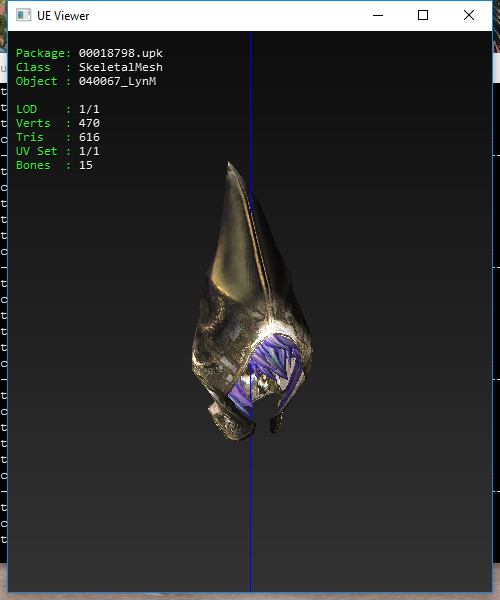 UE Viewer
Package: 00018798.upk
Class : SkeletalMesh
Object : 040067_LynM
LOD : 1/1
Verts : 470
Tris : 616
UV Set : 1/1
Bones : 15